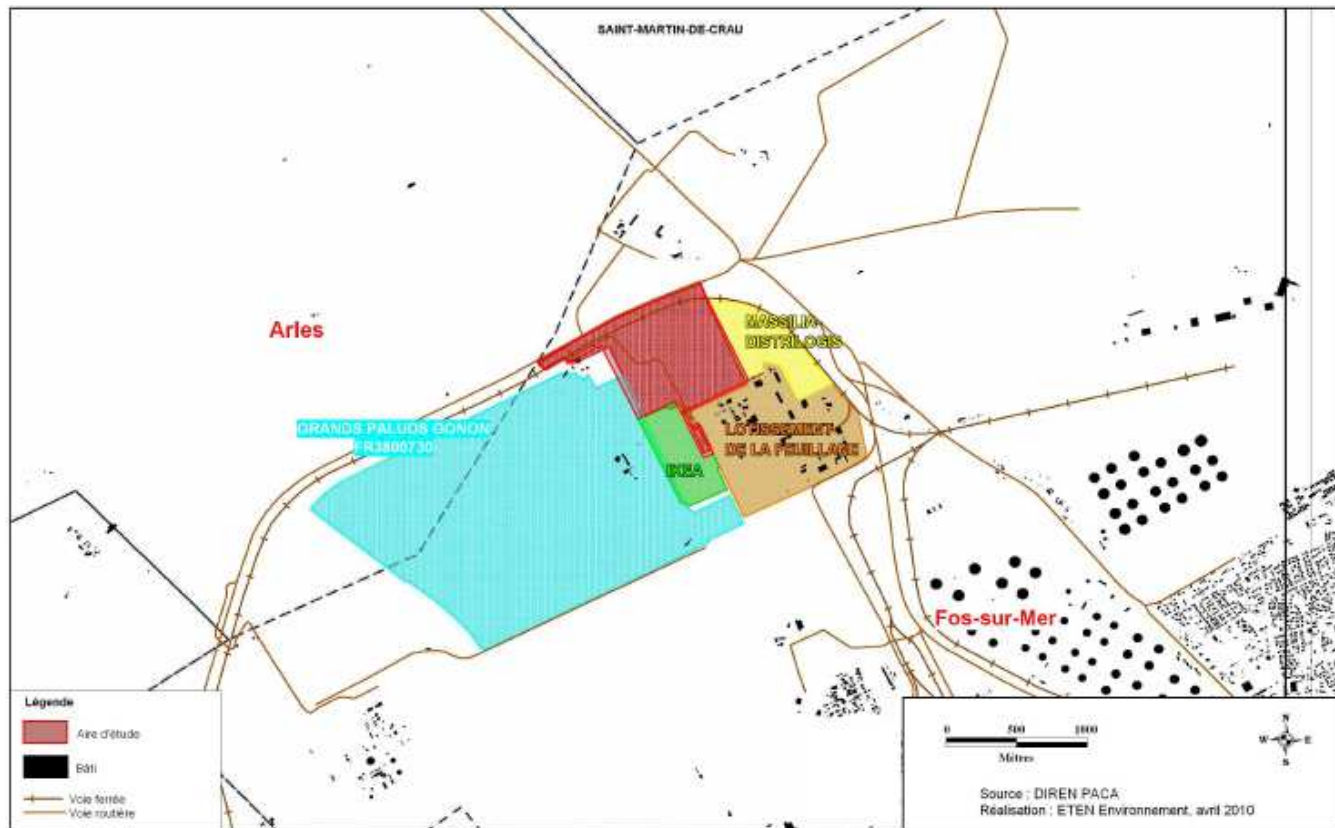 SAINT-MARTIN-DE-CRAU
Arles
MASSILIA
DISTRILOGIS
GRANDS PALUDS GONON
FR3800730
LOTISSEMENT
DE LA FEUILLAGE
IKEA
Fos-sur-Mer
Légende
Aire d'étude
Bâti
Voie ferrée
Voie routière
0 500 1000
Mètres
N
W E
S
Source : DIREN PACA
Réalisation : ETEN Environnement, avril 2010